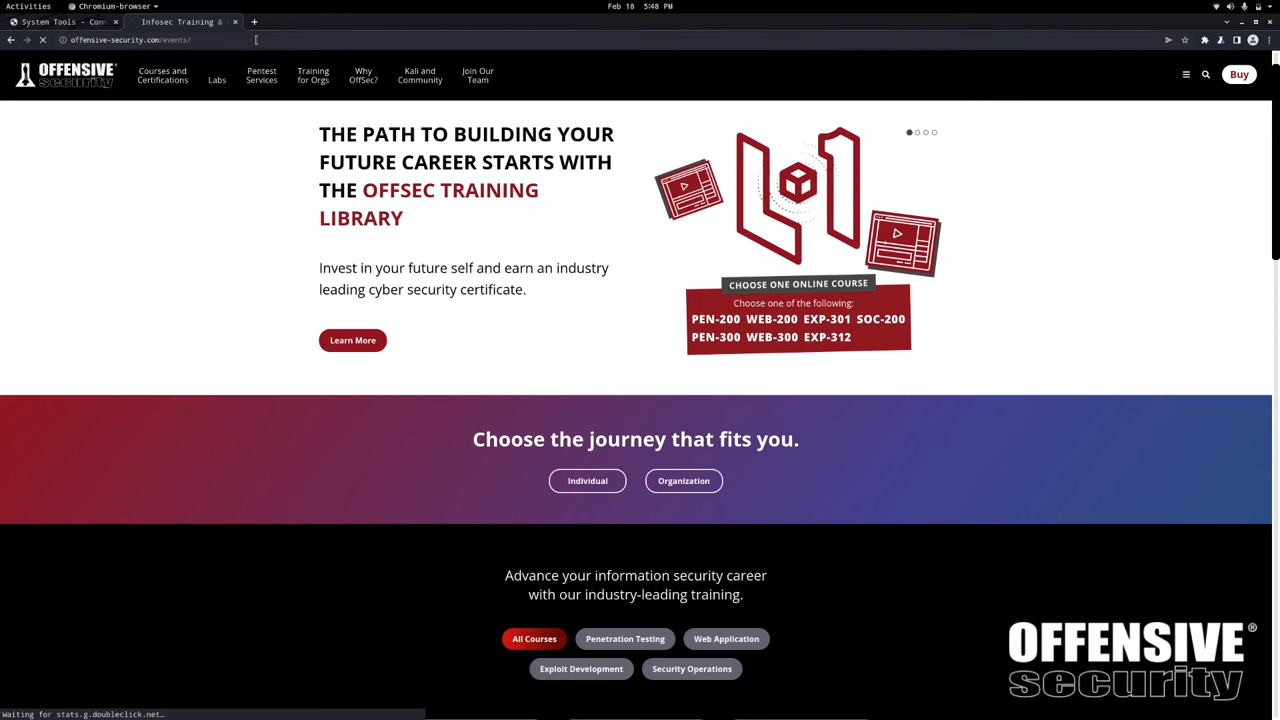 Activities
Chromium-browser
Feb 18 5:48 PM
System Tools - Com
Infosec Training &
offensive-security.com/events/
OFFENSIVE
security
Courses and
Certifications
Labs
Pentest
Services
Training
for Orgs
Why
OffSec?
Kali and
Community
Join Our
Team
Buy
THE PATH TO BUILDING YOUR
FUTURE CAREER STARTS WITH
THE OFFSEC TRAINING
LIBRARY
Invest in your future self and earn an industry
leading cyber security certificate.
Learn More
L1
CHOOSE ONE ONLINE COURSE
Choose one of the following:
PEN-200 WEB-200 EXP-301 SOC-200
PEN-300 WEB-300 EXP-312
Choose the journey that fits you.
Individual
Organization
Advance your information security career
with our industry-leading training.
All Courses
Penetration Testing
Web Application
Exploit Development
Security Operations
OFFENSIVE®
security
Waiting for stats.g.doubleclick.net…